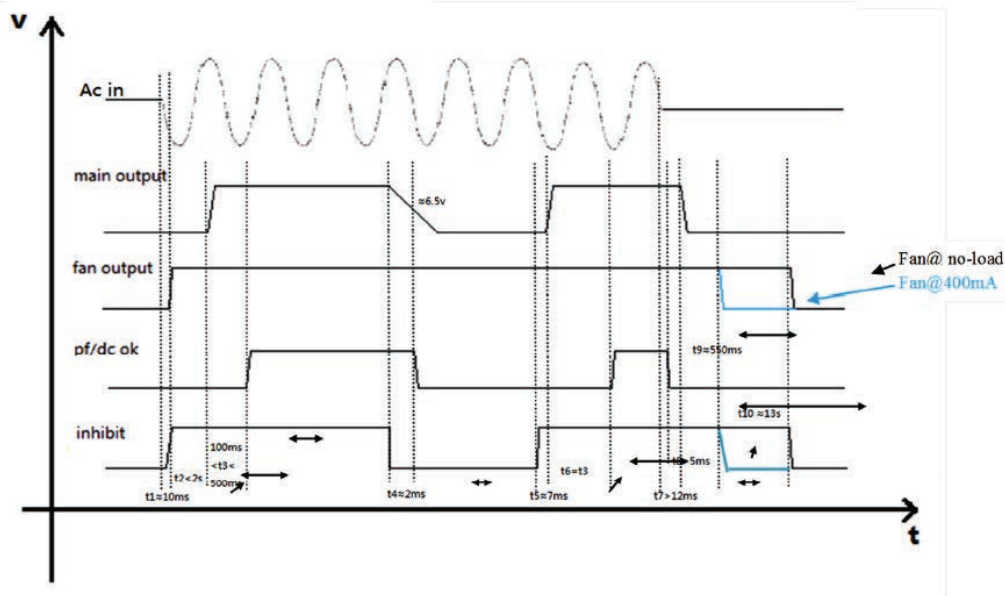 v
Ac in
main output
≈6.5v
fan output
Fan@ no-load
Fan@400mA
pf/dc ok
t9≈550ms
t10 ≈13s
inhibit
100ms
<t3<
500ms
t2<2s
t6=t3
5ms
t1≈10ms
t4≈2ms
t5≈7ms
t7>12ms
t